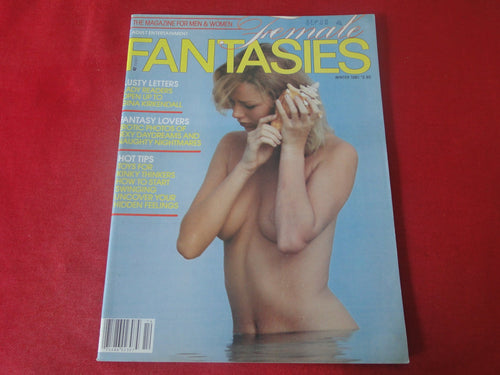 THE MAGAZINE FOR MEN & WOMEN
Female
ADULT ENTERTAINMENT
FANTASIES
WINTER
LUSTY LETTERS
LADY READERS
OPEN UP TO
GINA KIRKENDALL
FANTASY LOVERS
EROTIC PHOTOS OF
SEXY DAYDREAMS AND
NAUGHTY NIGHTMARES
HOT TIPS
TOYS FOR
KINKY THINKERS
HOW TO START
SWINGING
UNCOVER YOUR
HIDDEN FEELINGS